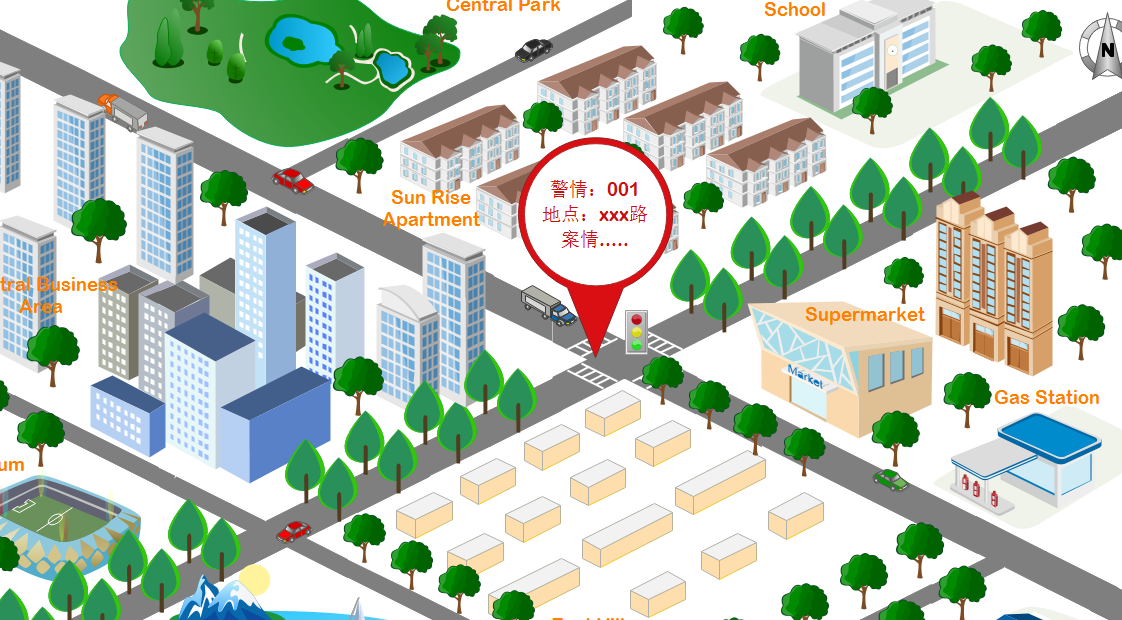 Central Park
School
N
警情：001
地点：xxx路
案情.....
Sun Rise
Apartment
tral Business
Area
Supermarket
Market
Gas Station
um